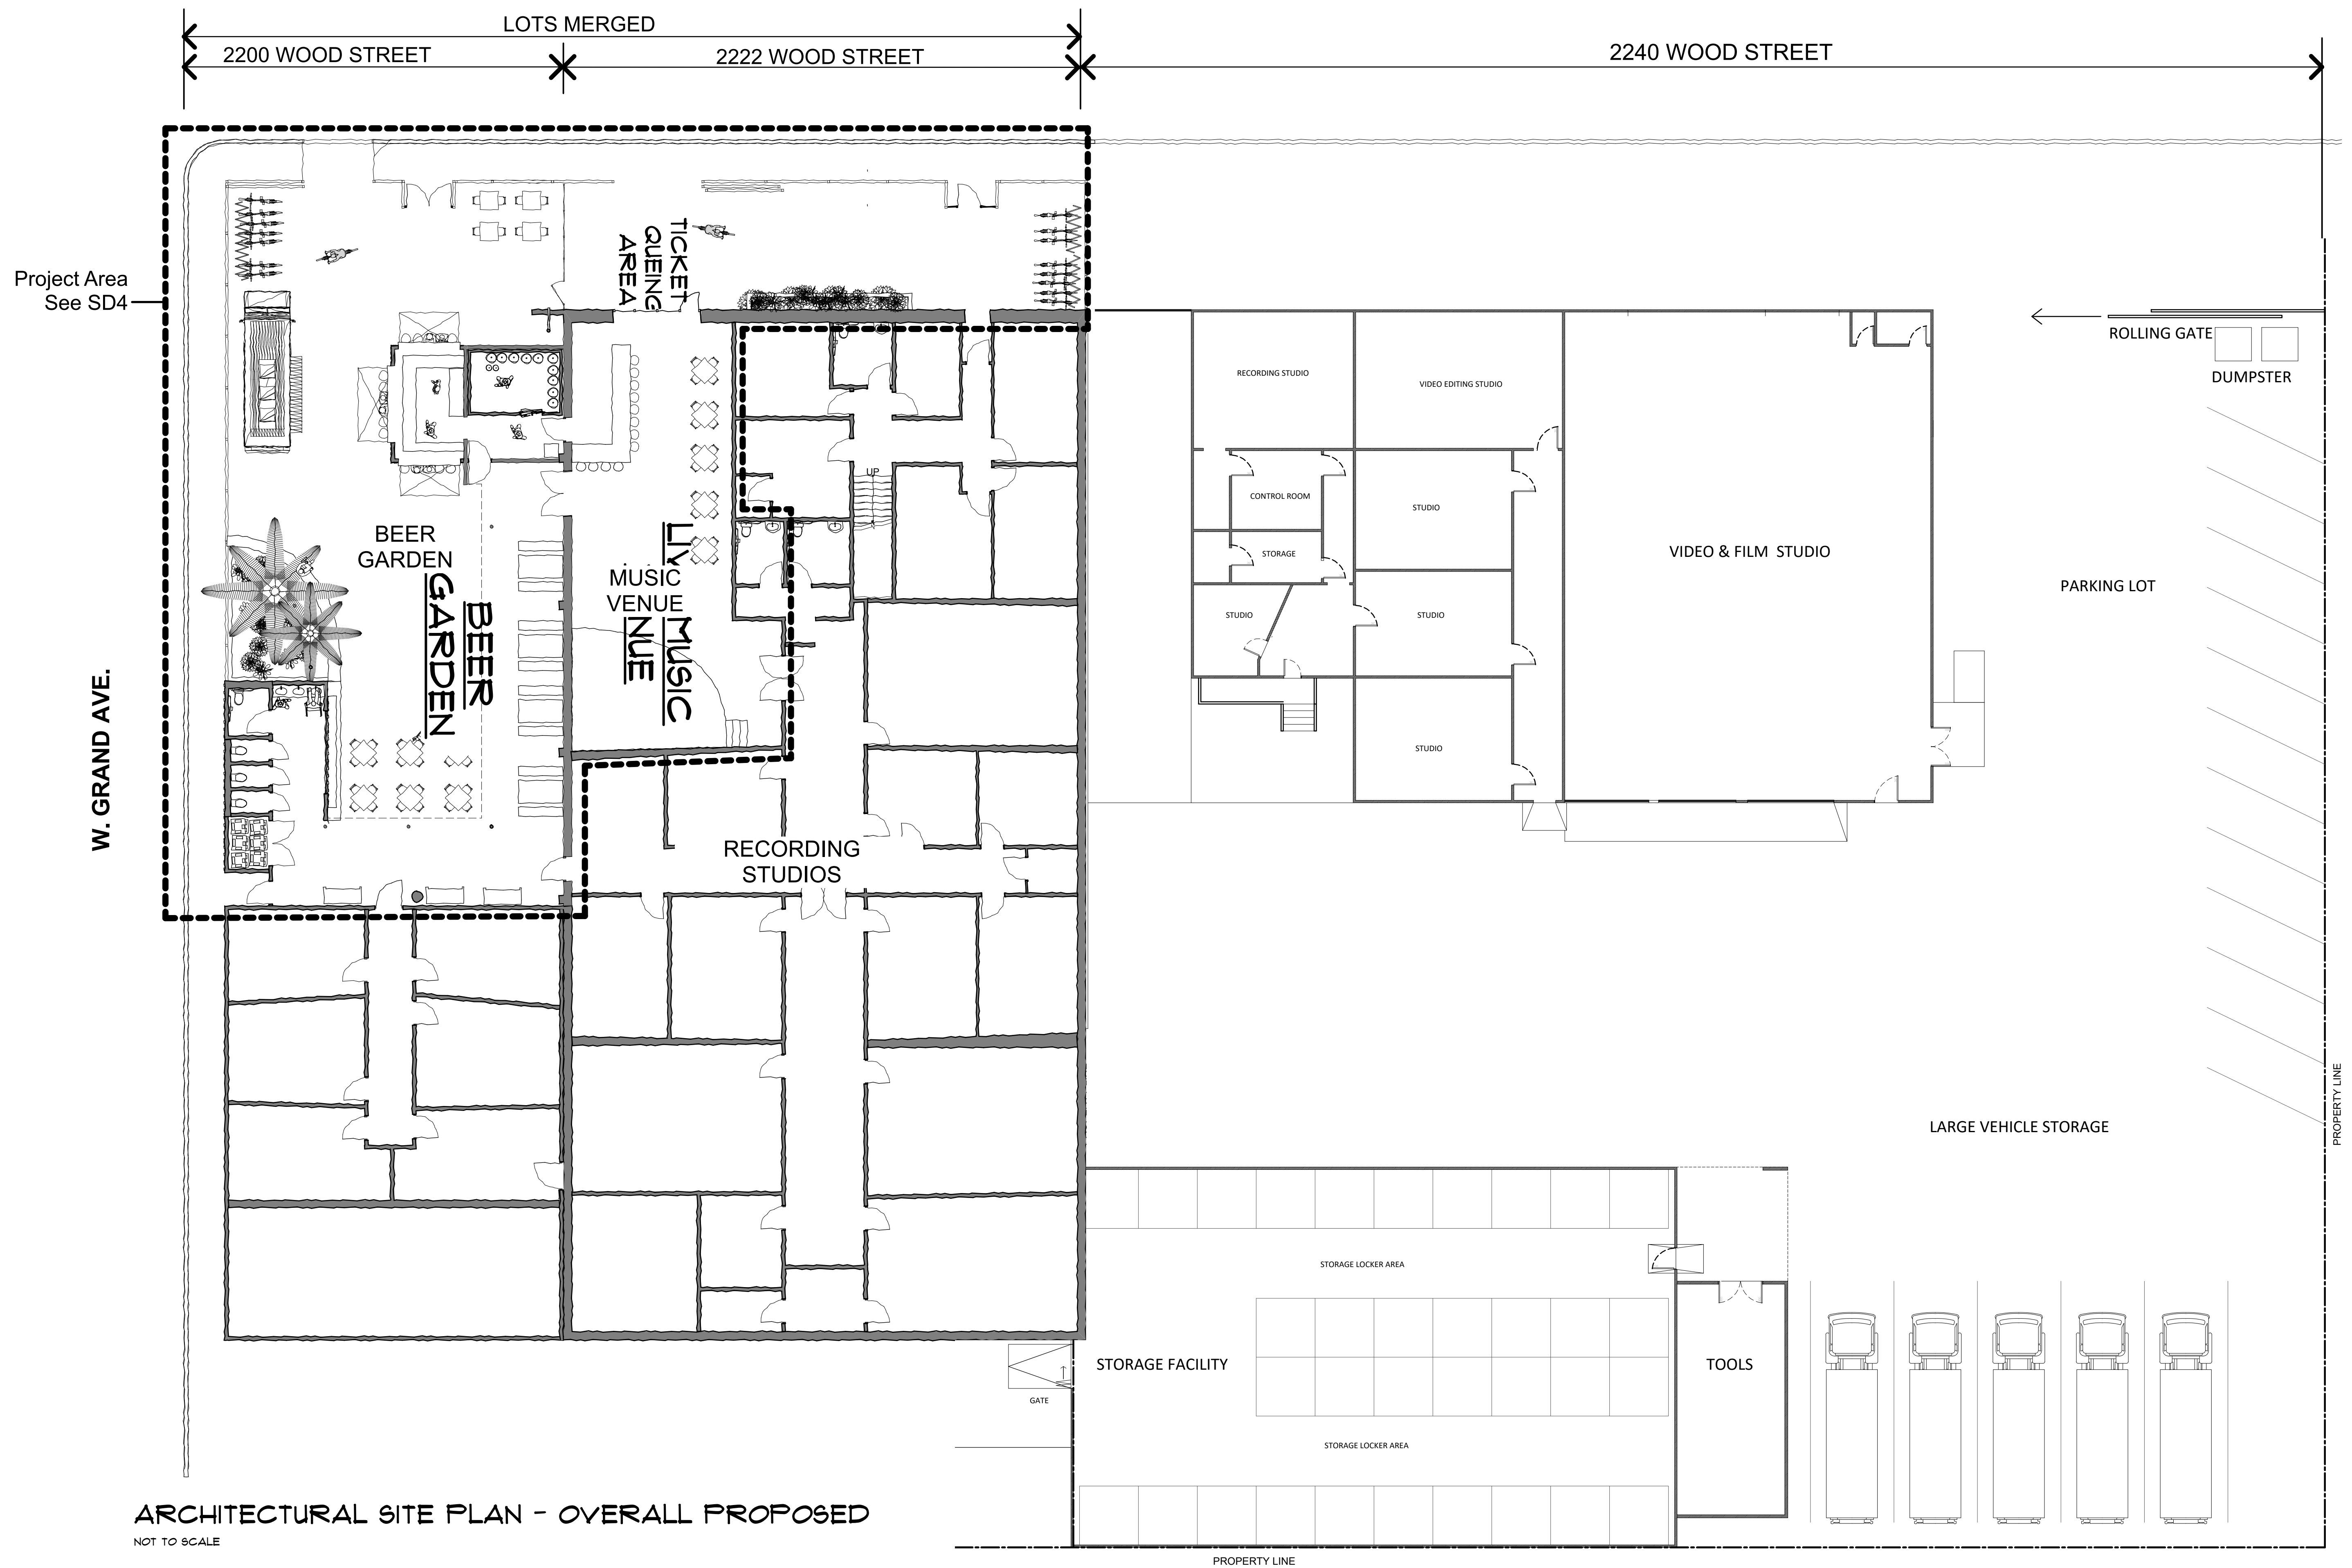 LOTS MERGED
2200 WOOD STREET
2222 WOOD STREET
2240 WOOD STREET
Project Area
See SD4
TICKET
QUEING
AREA
ROLLING GATE
DUMPSTER
RECORDING STUDIO
VIDEO EDITING STUDIO
UP
CONTROL ROOM
STUDIO
BEER
GARDEN
STORAGE
VIDEO & FILM STUDIO
MUSIC
VENUE
PARKING LOT
STUDIO
STUDIO
BEER
GARDEN
MUSIC
NUE
W. GRAND AVE.
STUDIO
RECORDING
STUDIOS
PROPERTY LINE
LARGE VEHICLE STORAGE
STORAGE LOCKER AREA
STORAGE FACILITY
TOOLS
GATE
STORAGE LOCKER AREA
ARCHITECTURAL SITE PLAN - OVERALL PROPOSED
NOT TO SCALE
PROPERTY LINE